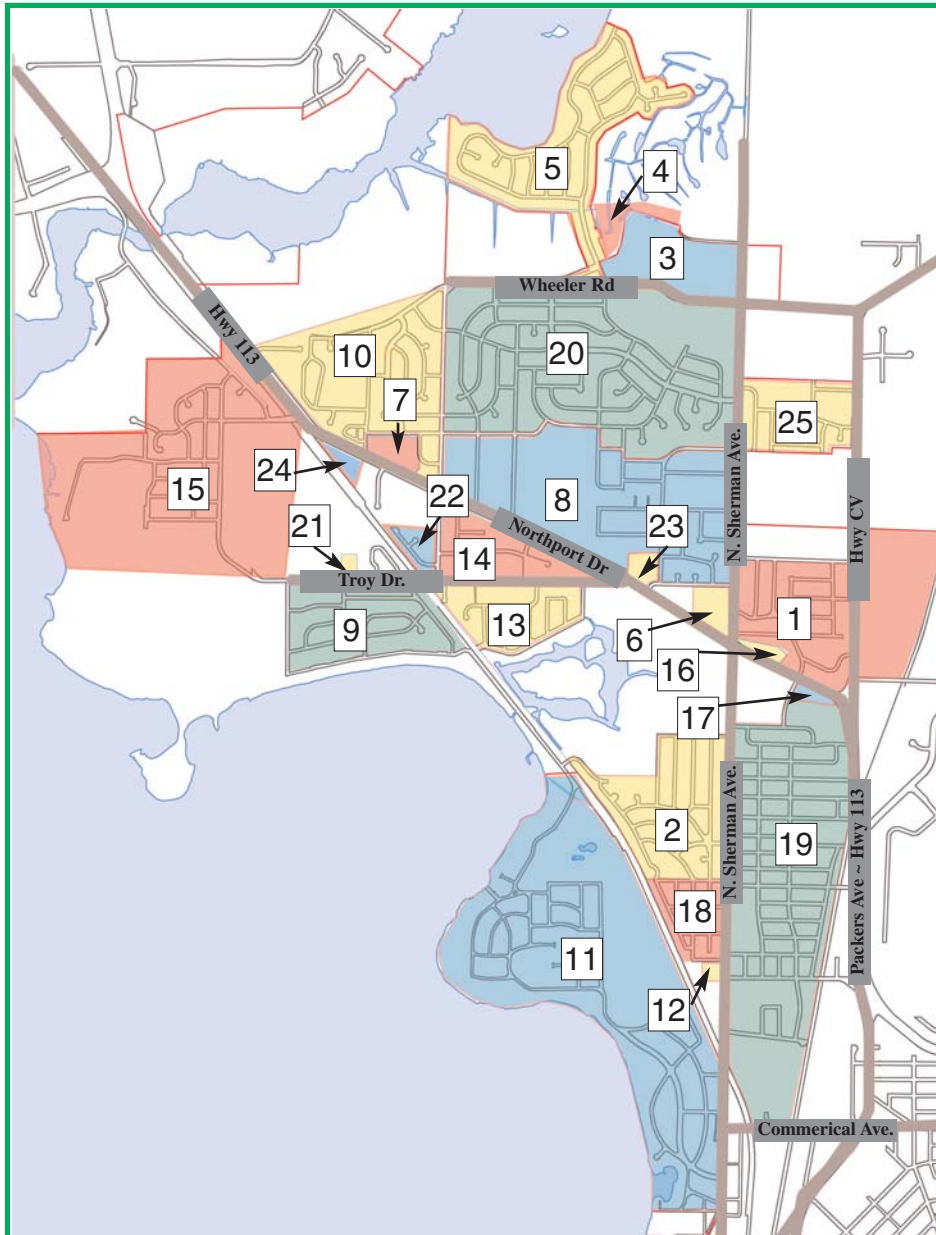 5
4
3
Wheeler Rd
Hwy 113
20
10
7
25
N. Sherman Ave.
24
15
22
8
23
Hwy CV
21
14
Northport Dr
Troy Dr.
9
13
6
1
16
17
2
N. Sherman Ave.
19
Packers Ave ~ Hwy 113
18
11
12
Commerical Ave.